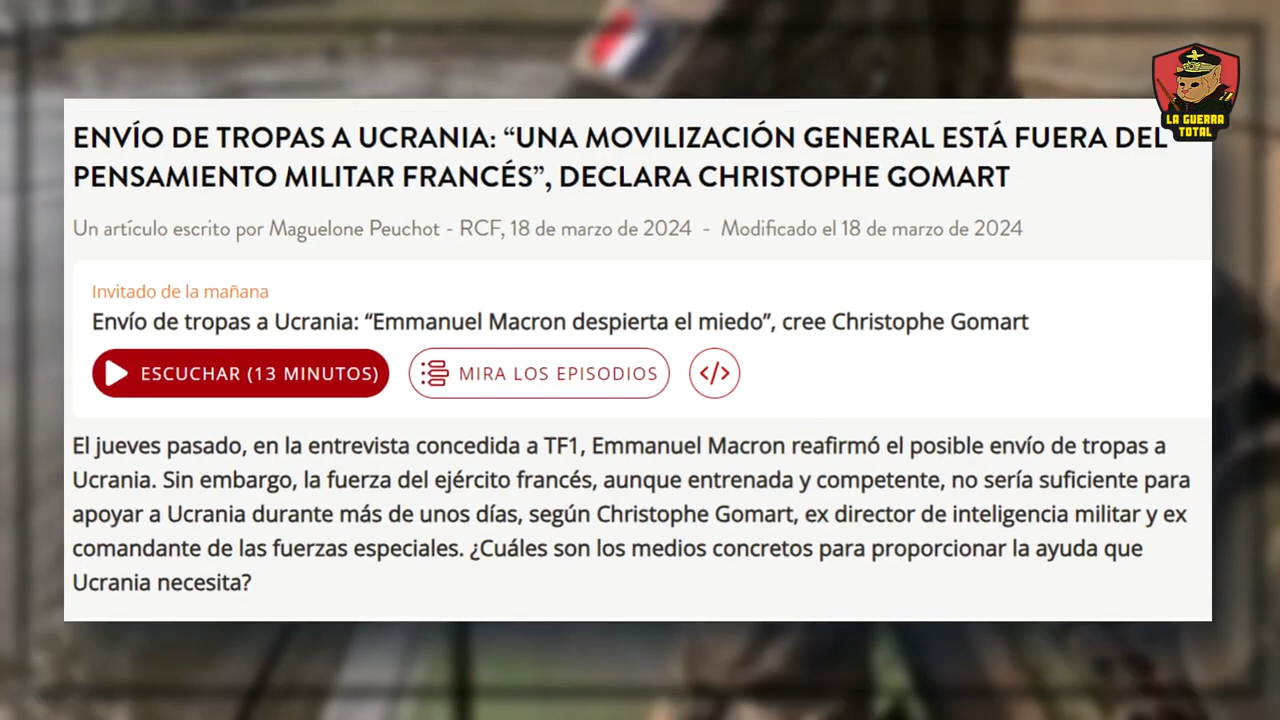 LA GUERRA
TOTAL
ENVÍO DE TROPAS A UCRANIA: “UNA MOVILIZACIÓN GENERAL ESTÁ FUERA DEL
PENSAMIENTO MILITAR FRANCÉS”, DECLARA CHRISTOPHE GOMART
Un artículo escrito por Maguelone Peuchot - RCF, 18 de marzo de 2024 - Modificado el 18 de marzo de 2024
Invitado de la mañana
Envío de tropas a Ucrania: “Emmanuel Macron despierta el miedo”, cree Christophe Gomart
ESCUCHAR (13 MINUTOS)
MIRA LOS EPISODIOS
</>
El jueves pasado, en la entrevista concedida a TF1, Emmanuel Macron reafirmó el posible envío de tropas a
Ucrania. Sin embargo, la fuerza del ejército francés, aunque entrenada y competente, no sería suficiente para
apoyar a Ucrania durante más de unos días, según Christophe Gomart, ex director de inteligencia militar y ex
comandante de las fuerzas especiales. ¿Cuáles son los medios concretos para proporcionar la ayuda que
Ucrania necesita?